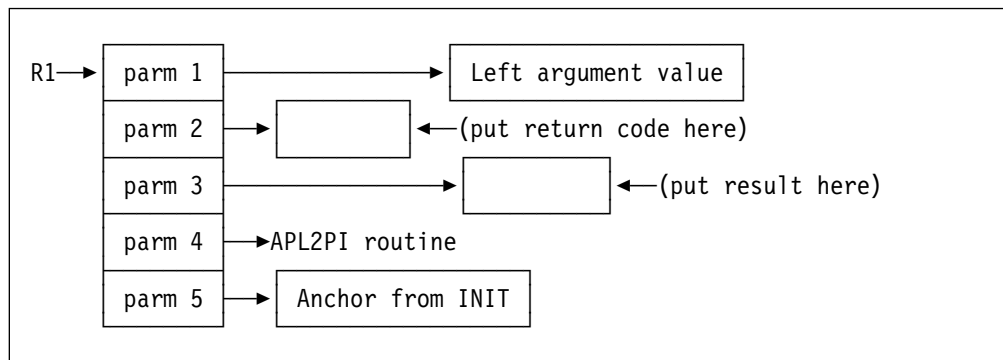 R1 parm 1 Left argument value
parm 2 (put return code here)
parm 3 (put result here)
parm 4 APL2PI routine
parm 5 Anchor from INIT